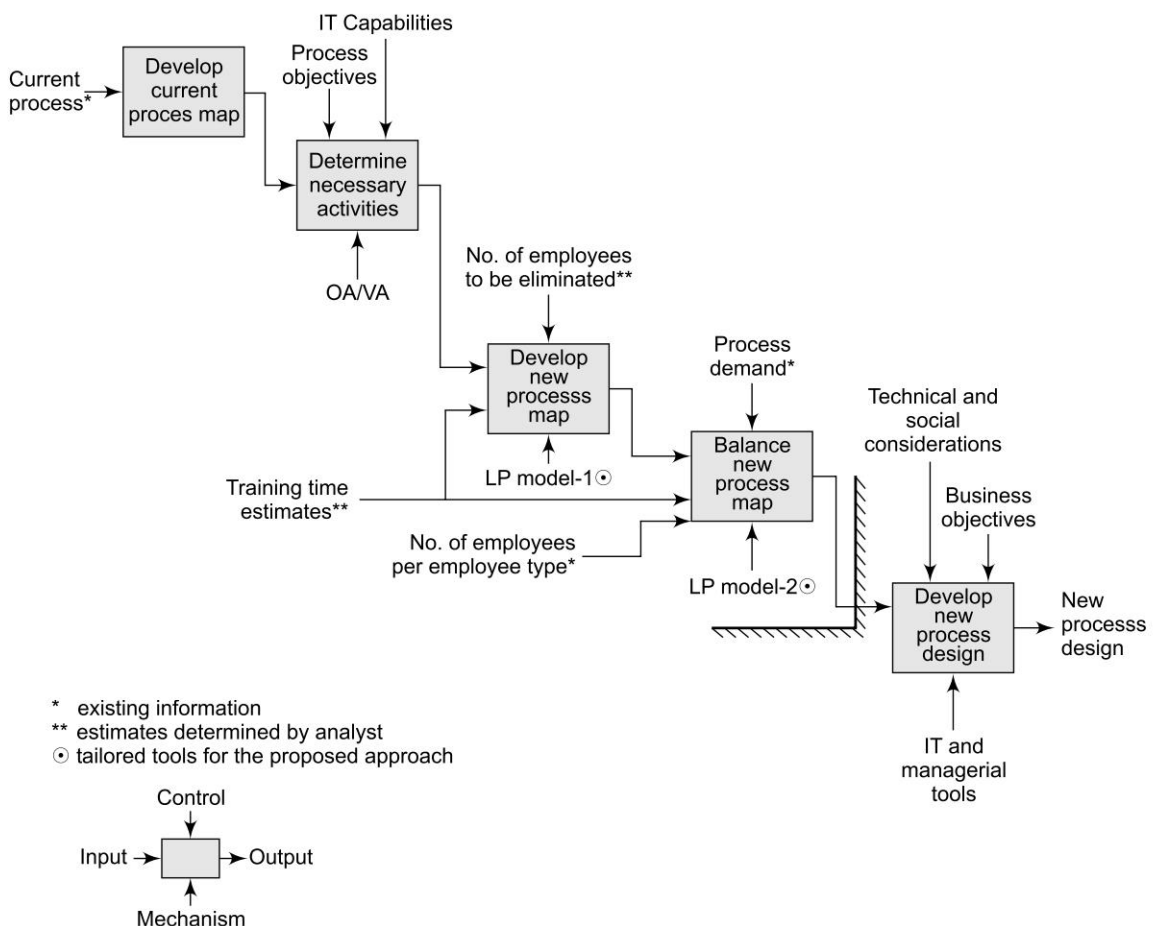 IT Capabilities
Process
objectives
Current
process*
Develop
current
proces map
Determine
necessary
activities
OA/VA
No. of employees
to be eliminated**
Develop
new
processs
map
LP model-1⊙
Training time
estimates**
No. of employees
per employee type*
Process
demand*
Balance
new
process
map
LP model-2⊙
Technical and
social
considerations
Business
objectives
Develop
new
process
design
New
processs
design
IT and
managerial
tools
* existing information
** estimates determined by analyst
⊙ tailored tools for the proposed approach
Control
Input
Output
Mechanism